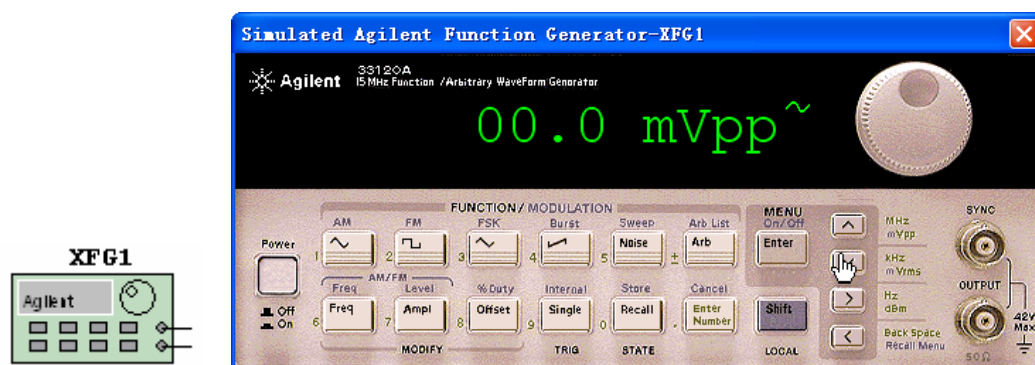 XFG1
Agilent
Simulated Agilent Function Generator-XFG1
Agilent
33120A
15 MHz Function / Arbitrary WaveForm Generator
00.0 mVpp~
FUNCTION/ MODULATION
AM FM FSK Burst Sweep Arb List
MENU
On/Off
Power
1 2 3 4 5 Noise ± Arb
Enter
MHz
mVpp
SYNC
kHz
mVrms
AM/FM
Freq Level % Duty Internal Store Cancel
Off
On
6 Freq 7 Ampl 8 Offset 9 Single 0 Recall . Enter
Number
Shift
Hz
dBm
OUTPUT
42V
Max
Back Space
Recall Menu
MODIFY TRIG STATE LOCAL
50Ω